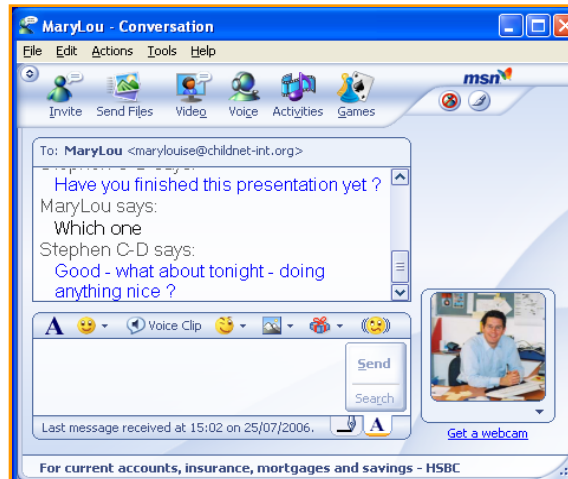 MaryLou - Conversation
File Edit Actions Tools Help
msn
Invite Send Files Video Voice Activities Games
To: MaryLou <marylouise@childnet-int.org>
Stephen C-D says:
Have you finished this presentation yet ?
MaryLou says:
Which one
Stephen C-D says:
Good - what about tonight - doing
anything nice ?
A Voice Clip
Send
Search
Last message received at 15:02 on 25/07/2006. A
Get a webcam
For current accounts, insurance, mortgages and savings - HSBC